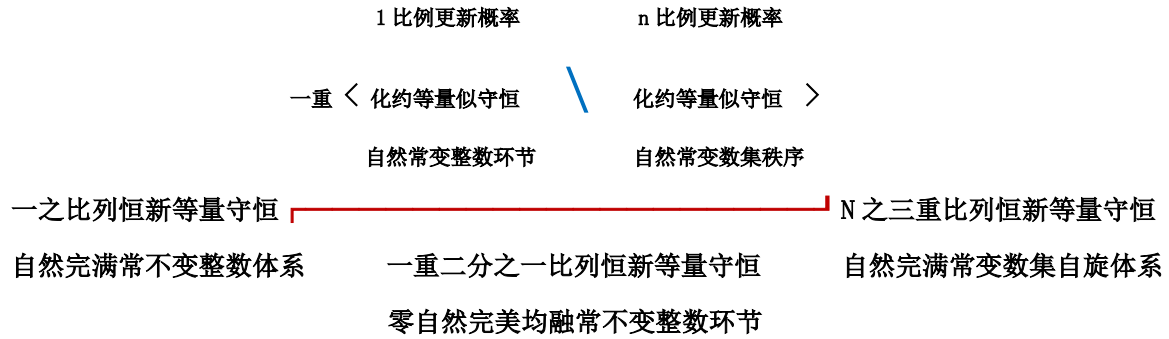 1 比例更新概率 n 比例更新概率
一重 < 化约等量似守恒 \ 化约等量似守恒 >
自然常变整数环节 自然常变数集秩序
一之比列恒新等量守恒 N 之三重比列恒新等量守恒
自然完满常不变整数体系 一重二分之一比列恒新等量守恒 自然完满常变数集自旋体系
零自然完美均融常不变整数环节